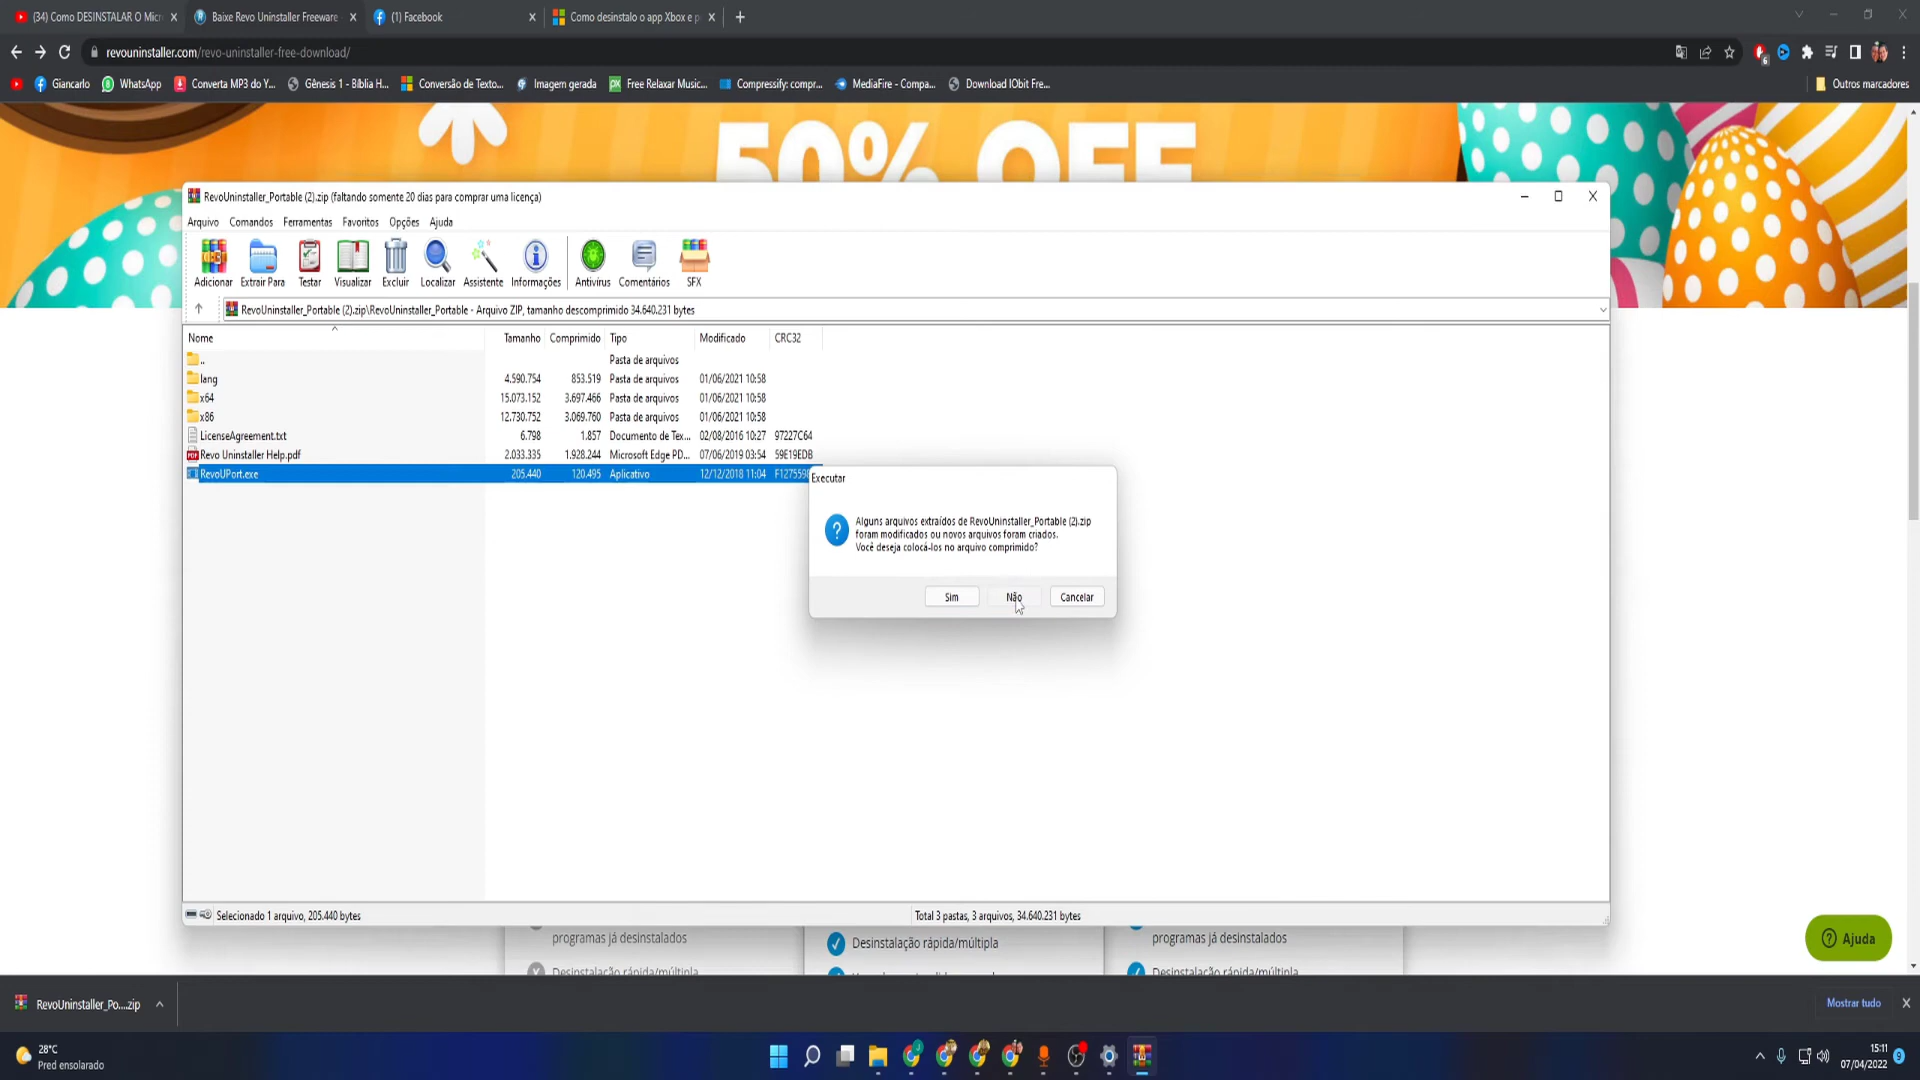 (34) Como DESINSTALAR O Micr
Baixe Revo Uninstaller Freeware
(1) Facebook
Como desinstalo o app Xbox e p
revouninstaller.com/revo-uninstaller-free-download/
6
Giancarlo
WhatsApp
Converta MP3 do Y...
Gênesis 1 - Bíblia H...
Conversão de Texto...
Imagem gerada
Free Relaxar Music...
Compressify: compr...
MediaFire - Compa...
Download IObit Fre...
Outros marcadores
50% OFF
RevoUninstaller_Portable (2).zip (faltando somente 20 dias para comprar uma licença)
Arquivo Comandos Ferramentas Favoritos Opções Ajuda
Adicionar Extrair Para Testar Visualizar Excluir Localizar Assistente Informações Antivírus Comentários SFX
RevoUninstaller_Portable (2).zip\RevoUninstaller_Portable - Arquivo ZIP, tamanho descomprimido 34.640.231 bytes
Nome Tamanho Comprimido Tipo Modificado CRC32
.. Pasta de arquivos
lang 4.590.754 853.519 Pasta de arquivos 01/06/2021 10:58
x64 15.073.152 3.697.466 Pasta de arquivos 01/06/2021 10:58
x86 12.730.752 3.069.760 Pasta de arquivos 01/06/2021 10:58
LicenseAgreement.txt 6.798 1.857 Documento de Tex... 02/08/2016 10:27 97227C64
Revo Uninstaller Help.pdf 2.033.335 1.928.244 Microsoft Edge PD... 07/06/2019 03:54 59E19EDB
RevoUPort.exe 205.440 120.495 Aplicativo 12/12/2018 11:04
Executar
Alguns arquivos extraídos de RevoUninstaller_Portable (2).zip
foram modificados ou novos arquivos foram criados.
Você deseja colocá-los no arquivo comprimido?
Sim Não Cancelar
Selecionado 1 arquivo, 205.440 bytes
Total 3 pastas, 3 arquivos, 34.640.231 bytes
programas já desinstalados
Desinstalação rápida/múltipla
programas já desinstalados
Desinstalação rápida/múltipla
Desinstalação rápida/múltipla
Ajuda
RevoUninstaller_Po....zip
Mostrar tudo
28°C
Pred ensolarado
15:11
07/04/2022
9